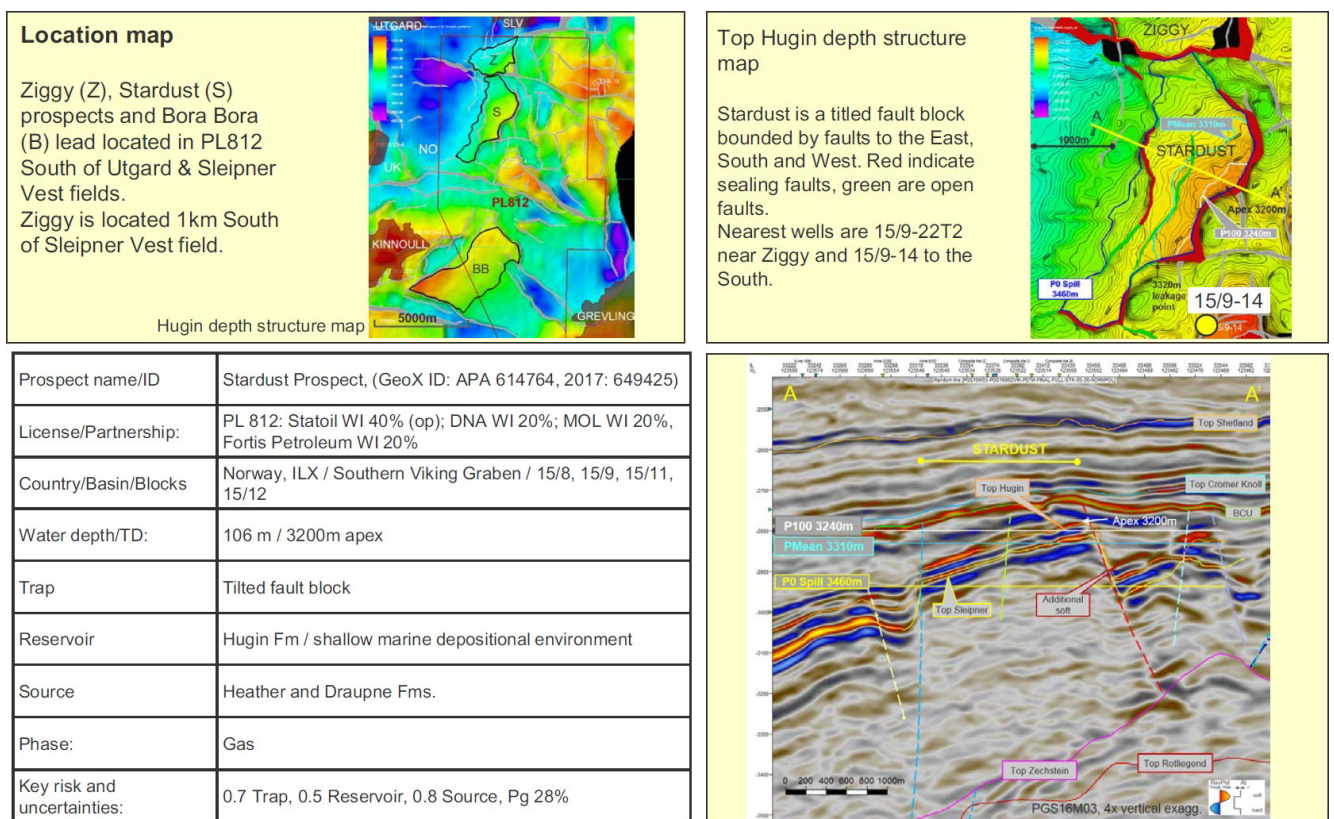 Location map
Ziggy (Z), Stardust (S)
prospects and Bora Bora
(B) lead located in PL812
South of Utgard & Sleipner
Vest fields.
Ziggy is located 1km South
of Sleipner Vest field.
Hugin depth structure map
UTGARD
SLV
Z
S
NO
UK
PL812
KINNOULL
BB
5000m
GREVLING
Top Hugin depth structure
map
Stardust is a titled fault block
bounded by faults to the East,
South and West. Red indicate
sealing faults, green are open
faults.
Nearest wells are 15/9-22T2
near Ziggy and 15/9-14 to the
South.
ZIGGY
A
PMean 3310m
1000m
STARDUST
A'
Apex 3200m
P100 3240m
P0 Spill
3460m
3320m
leakage
point
15/9-14
Prospect name/ID
Stardust Prospect, (GeoX ID: APA 614764, 2017: 649425)
License/Partnership:
PL 812: Statoil WI 40% (op); DNA WI 20%; MOL WI 20%,
Fortis Petroleum WI 20%
Country/Basin/Blocks
Norway, ILX / Southern Viking Graben / 15/8, 15/9, 15/11,
15/12
Water depth/TD:
106 m / 3200m apex
Trap
Tilted fault block
Reservoir
Hugin Fm / shallow marine depositional environment
Source
Heather and Draupne Fms.
Phase:
Gas
Key risk and
uncertainties:
0.7 Trap, 0.5 Reservoir, 0.8 Source, Pg 28%
A
A'
Top Shetland
STARDUST
Top Hugin
Top Cromer Knoll
BCU
P100 3240m
Apex 3200m
PMean 3310m
P0 Spill 3460m
Top Sleipner
Additional
soft
Top Zechstein
Top Rotliegend
0 200 400 600 800 1000m
PGS16M03, 4x vertical exagg.
soft
hard